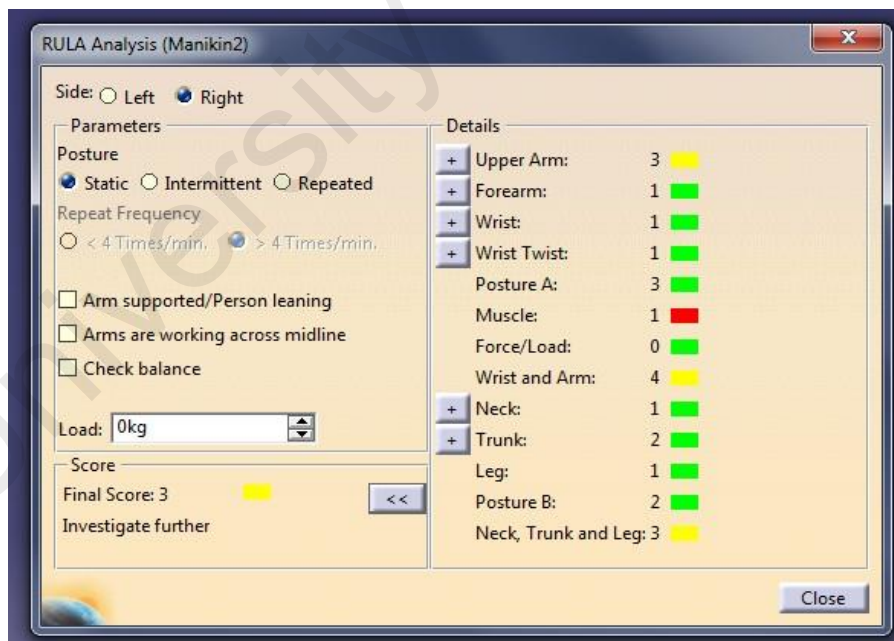 RULA Analysis (Manikin2)
Side: Left Right
Parameters
Posture
Static Intermittent Repeated
Repeat Frequency
< 4 Times/min. > 4 Times/min.
Arm supported/Person leaning
Arms are working across midline
Check balance
Load: 0kg
Score
Final Score: 3
<<
Investigate further
Details
+ Upper Arm: 3
+ Forearm: 1
+ Wrist: 1
+ Wrist Twist: 1
Posture A: 3
Muscle: 1
Force/Load: 0
Wrist and Arm: 4
+ Neck: 1
+ Trunk: 2
Leg: 1
Posture B: 2
Neck, Trunk and Leg: 3
Close
University